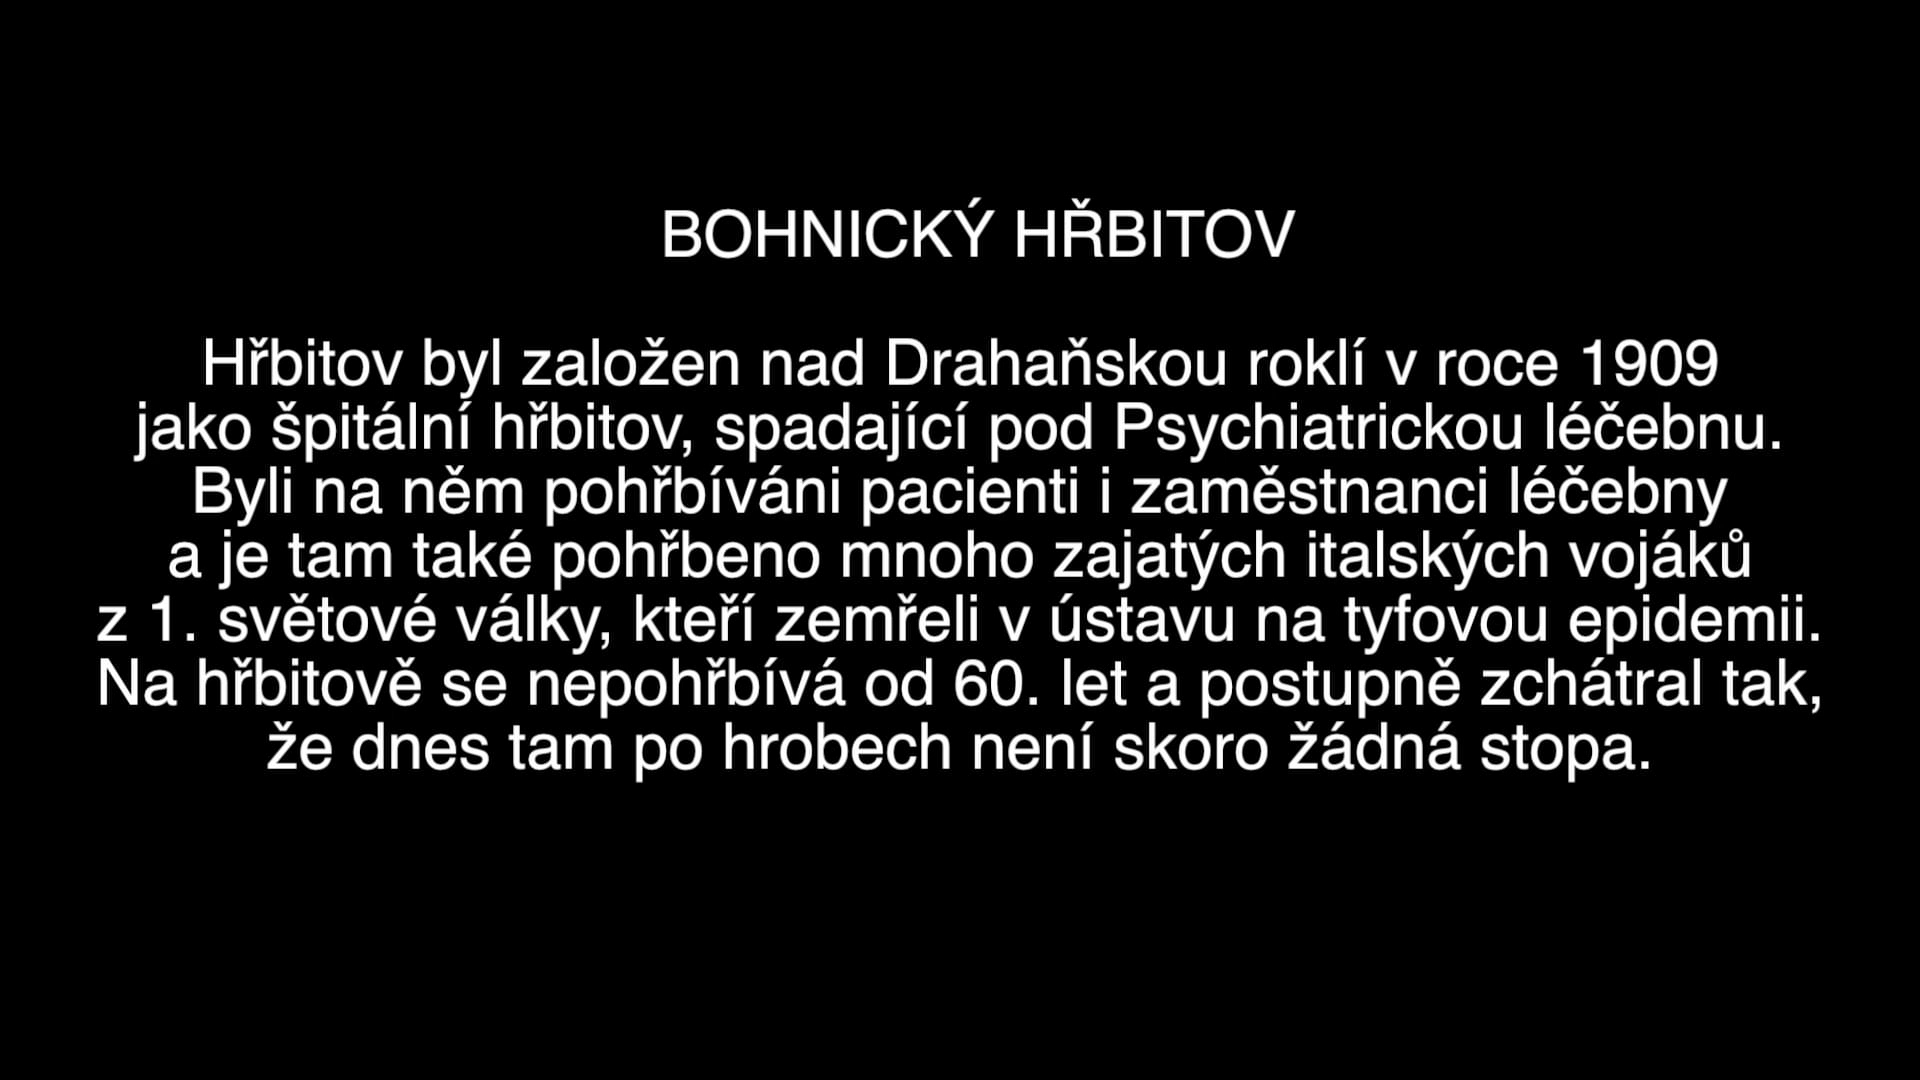 BOHNICKÝ HŘBITOV
Hřbitov byl založen nad Drahaňskou roklí v roce 1909
jako špitální hřbitov, spadající pod Psychiatrickou léčebnu.
Byli na něm pohřbíváni pacienti i zaměstnanci léčebny
a je tam také pohřbeno mnoho zajatých italských vojáků
z 1. světové války, kteří zemřeli v ústavu na tyfovou epidemii.
Na hřbitově se nepohřbívá od 60. let a postupně zchátral tak,
že dnes tam po hrobech není skoro žádná stopa.